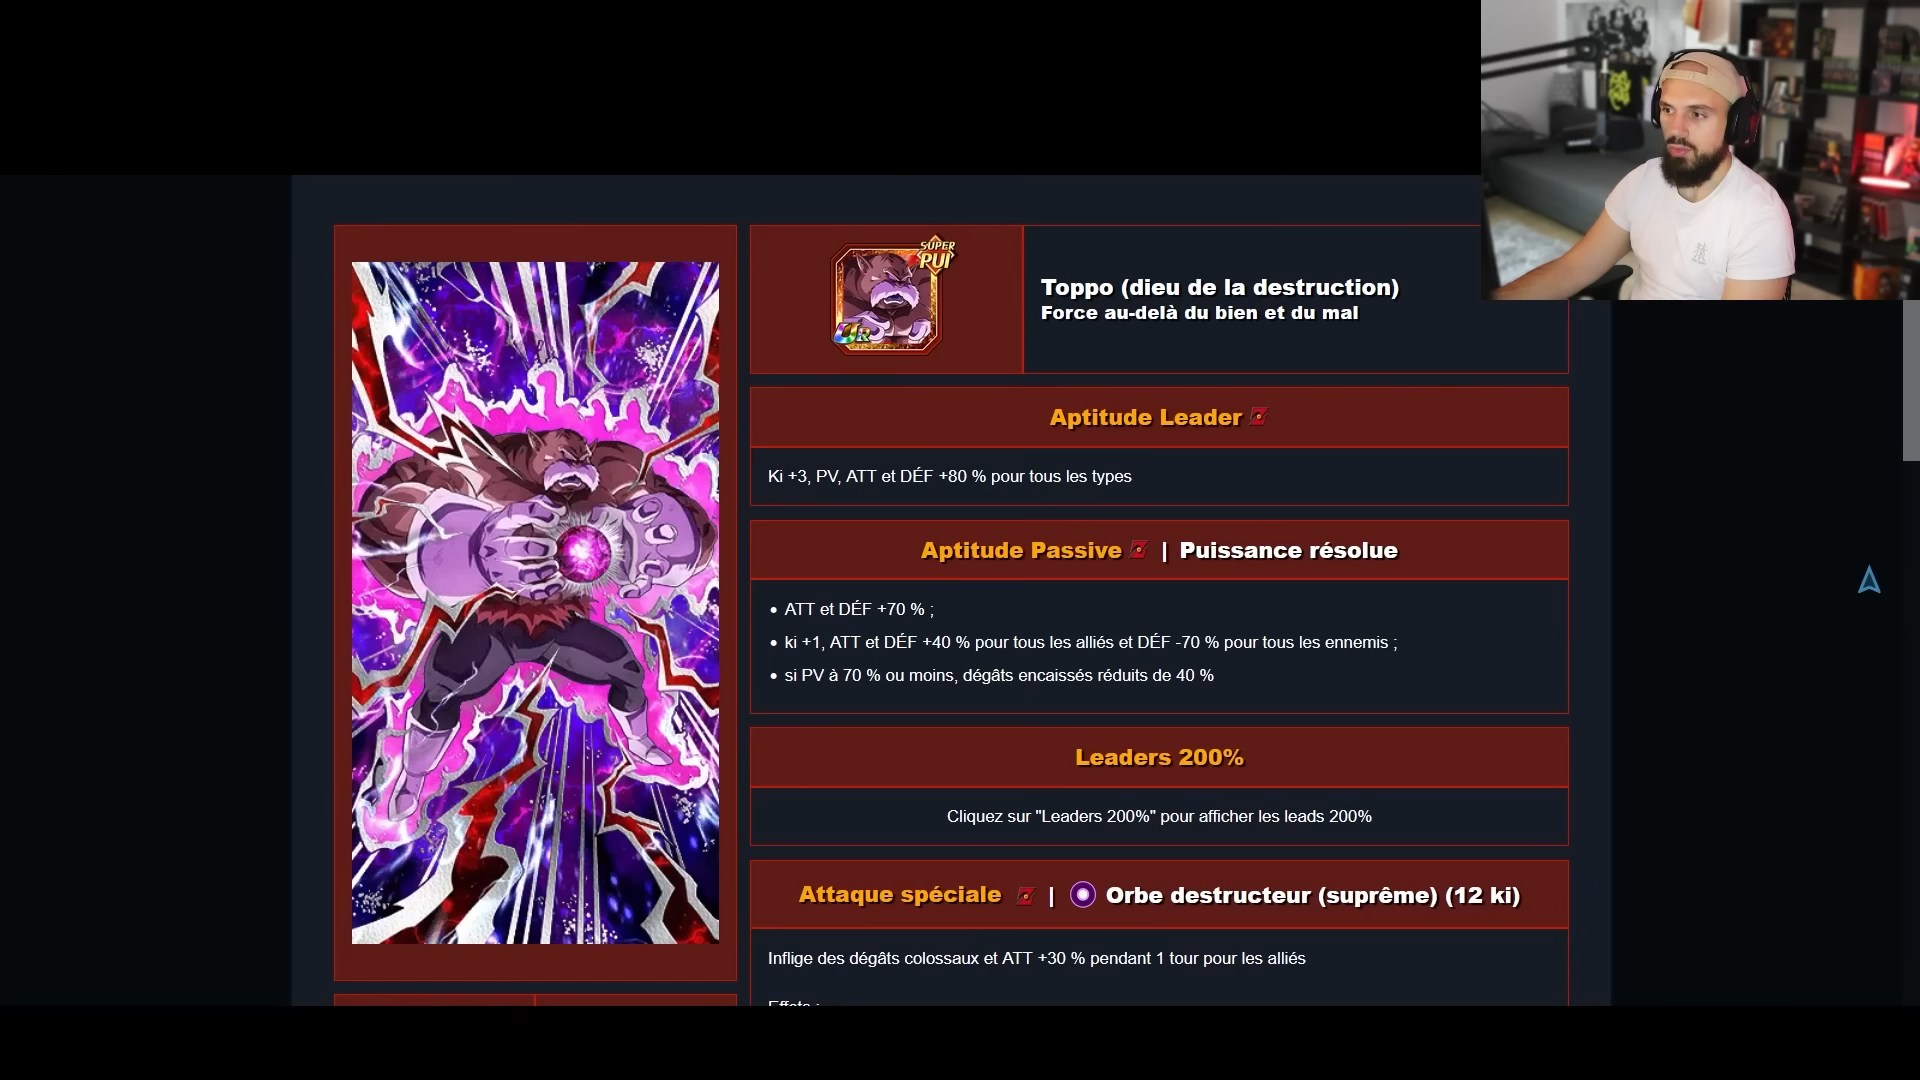 SUPER
PUI
UR
Toppo (dieu de la destruction)
Force au-delà du bien et du mal
Aptitude Leader
Ki +3, PV, ATT et DÉF +80 % pour tous les types
Aptitude Passive | Puissance résolue
• ATT et DÉF +70 % ;
• ki +1, ATT et DÉF +40 % pour tous les alliés et DÉF -70 % pour tous les ennemis ;
• si PV à 70 % ou moins, dégâts encaissés réduits de 40 %
Leaders 200%
Cliquez sur "Leaders 200%" pour afficher les leads 200%
Attaque spéciale | Orbe destructeur (suprême) (12 ki)
Inflige des dégâts colossaux et ATT +30 % pendant 1 tour pour les alliés
Effets :